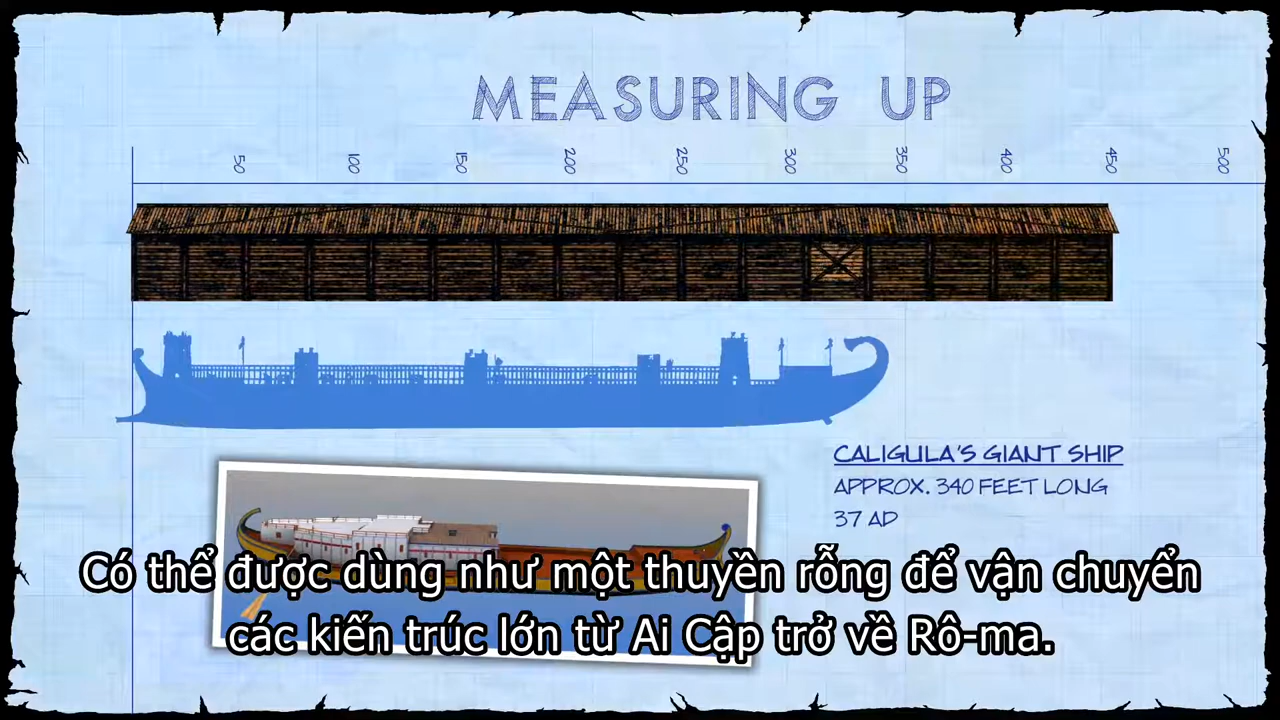 MEASURING UP
50 100 150 200 250 300 350 400 450 500
CALIGULA'S GIANT SHIP
APPROX. 340 FEET LONG
37 AD
Có thể được dùng như một thuyền rỗng để vận chuyển
các kiến trúc lớn từ Ai Cập trở về Rô-ma.